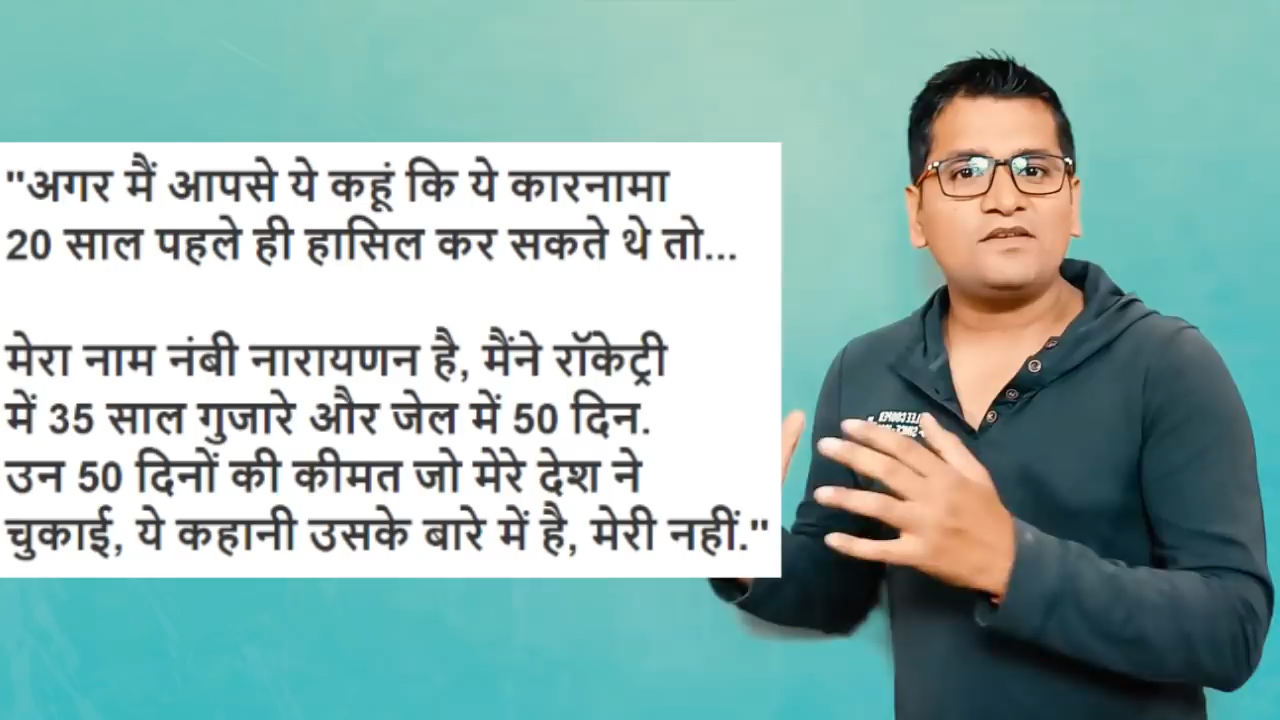 "अगर मैं आपसे ये कहूं कि ये कारनामा
20 साल पहले ही हासिल कर सकते थे तो...
मेरा नाम नंबी नारायणन है, मैंने रॉकेट्री
में 35 साल गुजारे और जेल में 50 दिन.
उन 50 दिनों की कीमत जो मेरे देश ने
चुकाई, ये कहानी उसके बारे में है, मेरी नहीं."